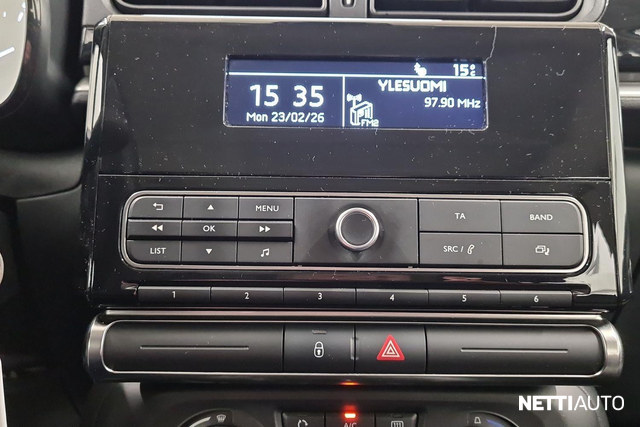 15°C
15 35
YLESUOMI
97.90 MHz
Mon 23/02/26
FM2
MENU
TA
BAND
OK
LIST
SRC /
1 2 3 4 5 6
A/C
NETTIAUTO